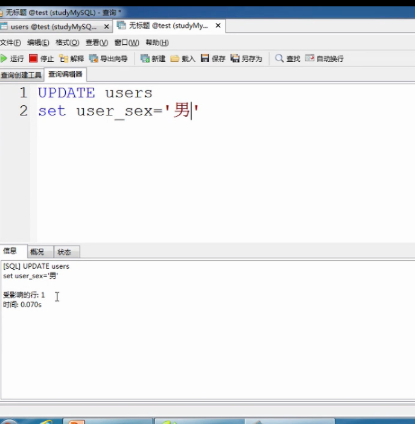 无标题 @test (studyMySQL) - 查询 *
users @test (studyMySQ...
无标题 @test (studyMy...
文件(F) 编辑(E) 格式(O) 查看(V) 窗口(W) 帮助(H)
运行 停止 解释 导出向导 新建 载入 保存 另存为 查找 自动换行
查询创建工具 查询编辑器
1 UPDATE users
2 set user_sex='男'
信息 概况 状态
[SQL] UPDATE users
set user_sex='男'
受影响的行: 1
时间: 0.070s